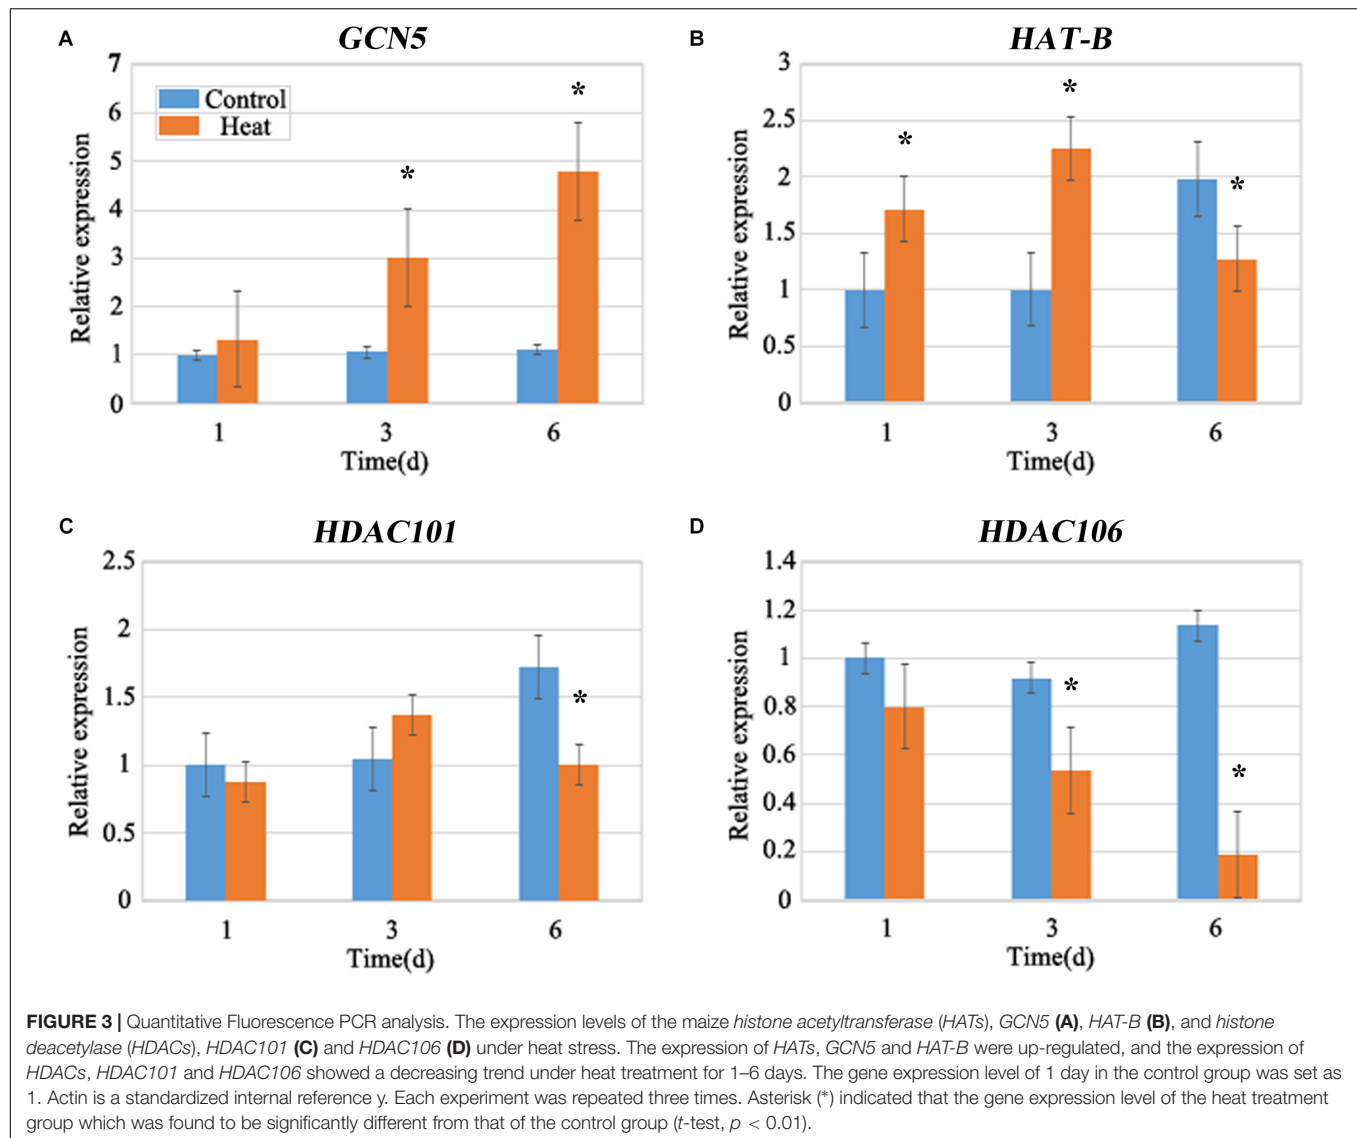 A
GCN5
7
6
5
4
3
2
1
0
Relative expression
Control
Heat
*
*
1 3 6
Time(d)
B
HAT-B
3
2.5
2
1.5
1
0.5
0
Relative expression
*
*
*
1 3 6
Time(d)
C
HDAC101
2.5
2
1.5
1
0.5
0
Relative expression
*
1 3 6
Time(d)
D
HDAC106
1.4
1.2
1
0.8
0.6
0.4
0.2
0
Relative expression
*
*
1 3 6
Time(d)
FIGURE 3 | Quantitative Fluorescence PCR analysis. The expression levels of the maize histone acetyltransferase (HATs), GCN5 (A), HAT-B (B), and histone
deacetylase (HDACs), HDAC101 (C) and HDAC106 (D) under heat stress. The expression of HATs, GCN5 and HAT-B were up-regulated, and the expression of
HDACs, HDAC101 and HDAC106 showed a decreasing trend under heat treatment for 1–6 days. The gene expression level of 1 day in the control group was set as
1. Actin is a standardized internal reference y. Each experiment was repeated three times. Asterisk (*) indicated that the gene expression level of the heat treatment
group which was found to be significantly different from that of the control group (t-test, p < 0.01).